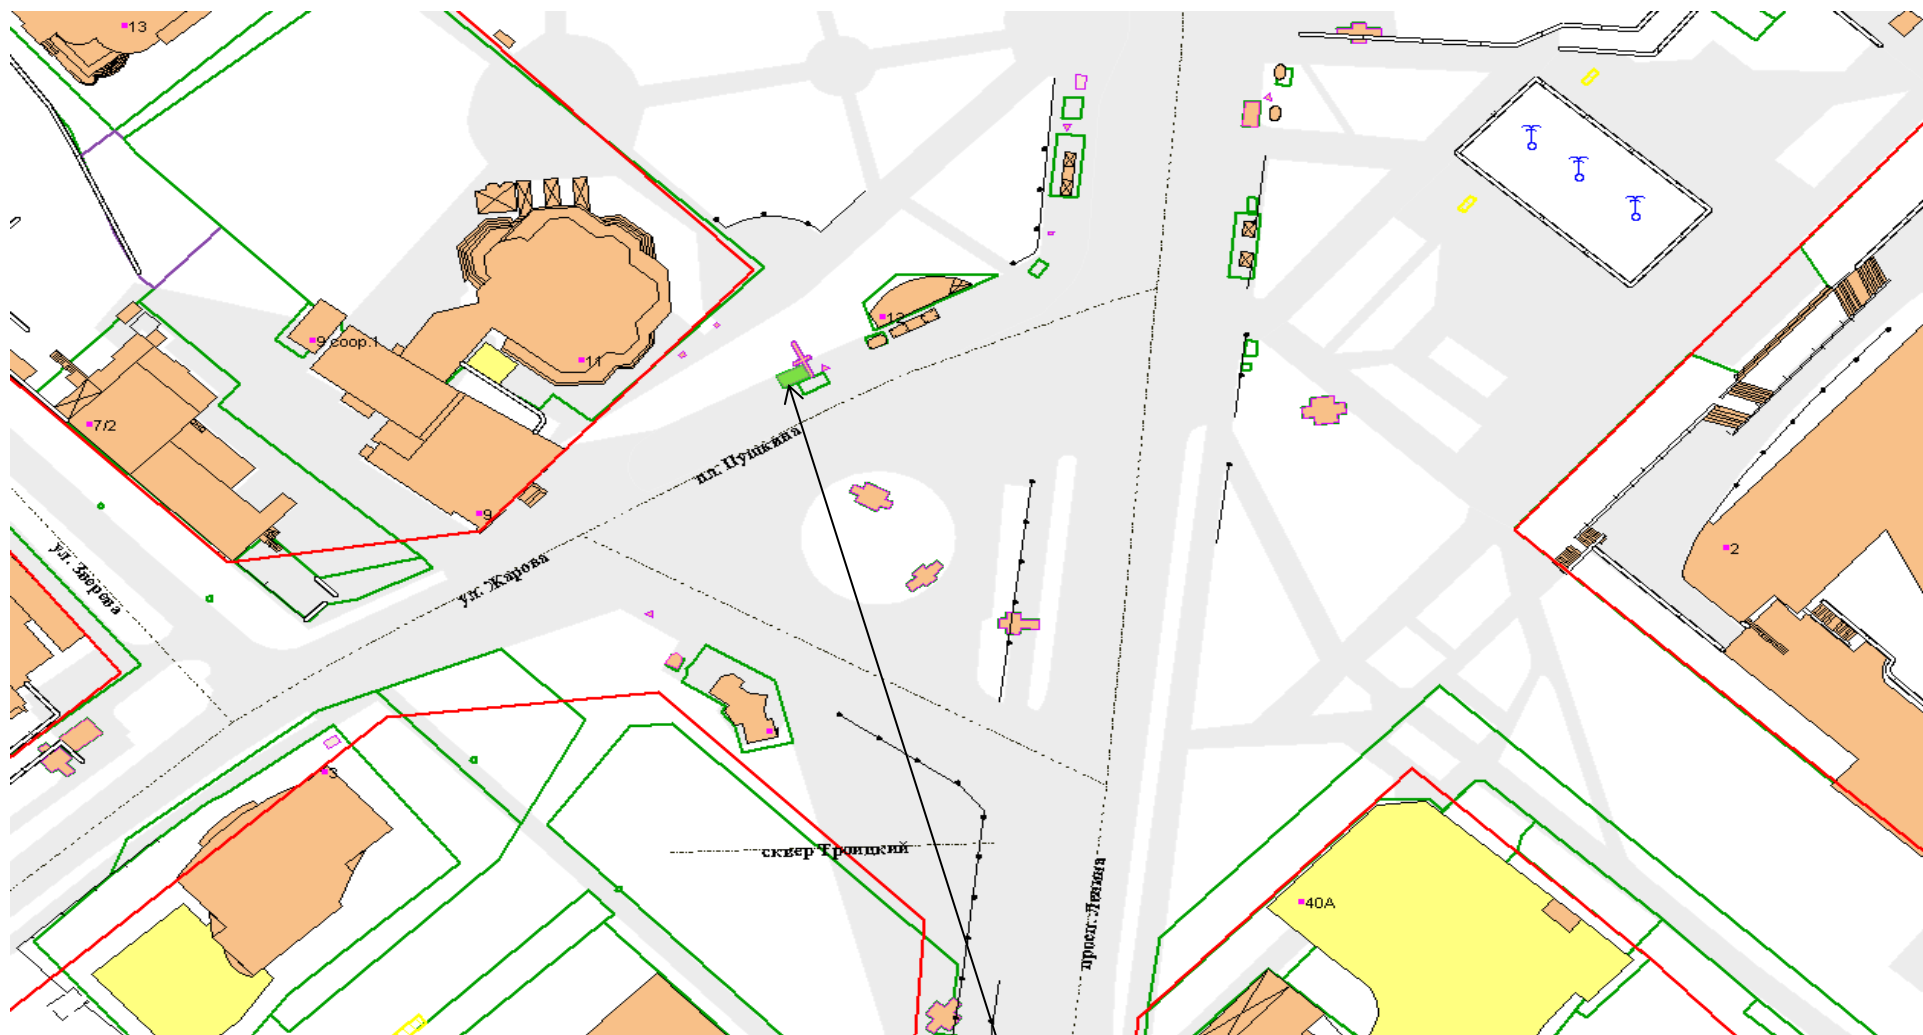 13
12
9 соор.1
11
7/2
пл. Пушкина
9
2
ул. Зверева
ул. Жарова
3
сквер Троицкий
40А
просп. Ленина